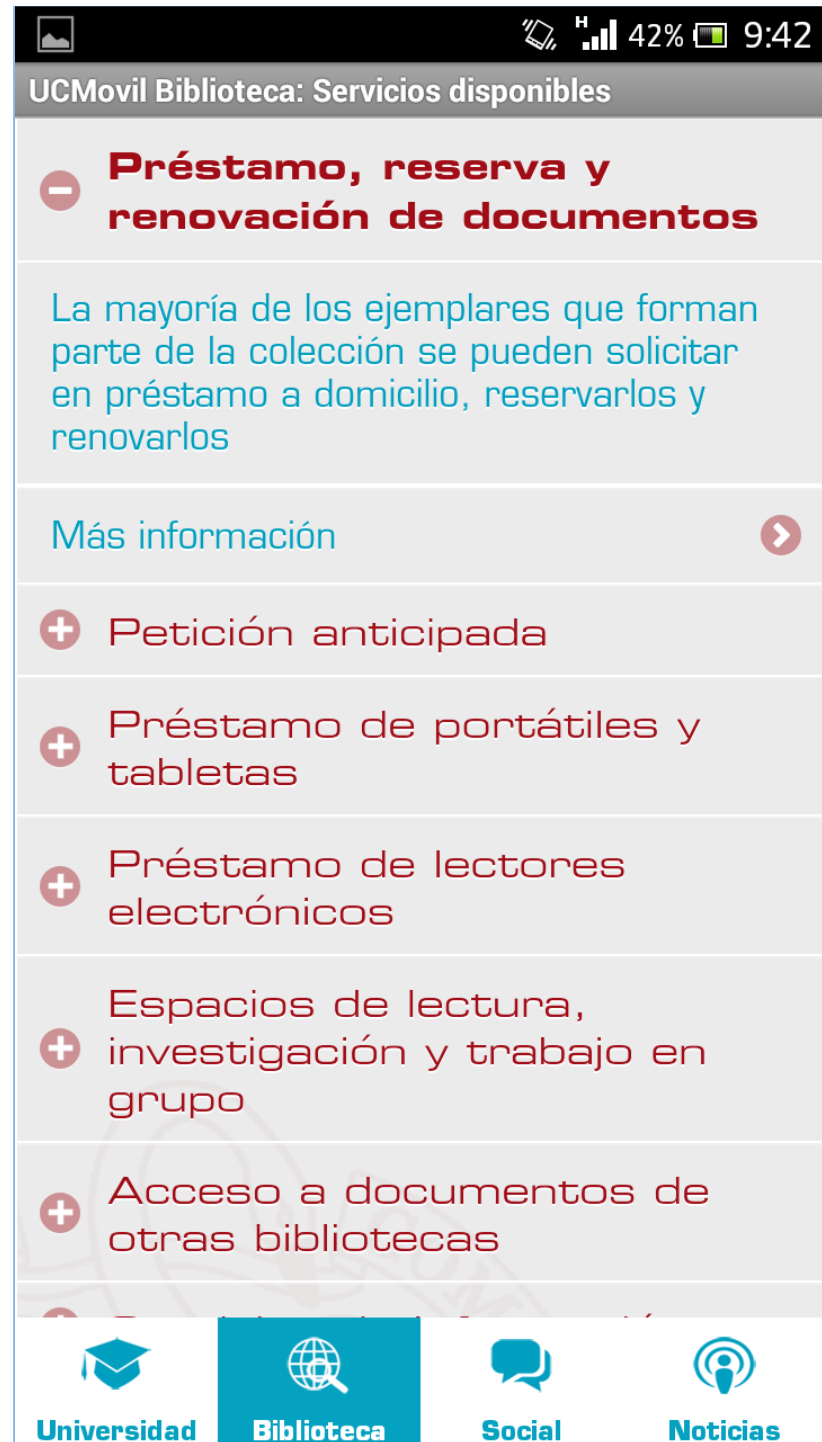 H 42% 9:42
UCMovil Biblioteca: Servicios disponibles
Préstamo, reserva y
renovación de documentos
La mayoría de los ejemplares que forman
parte de la colección se pueden solicitar
en préstamo a domicilio, reservarlos y
renovarlos
Más información
Petición anticipada
Préstamo de portátiles y
tabletas
Préstamo de lectores
electrónicos
Espacios de lectura,
investigación y trabajo en
grupo
Acceso a documentos de
otras bibliotecas
Universidad Biblioteca Social Noticias